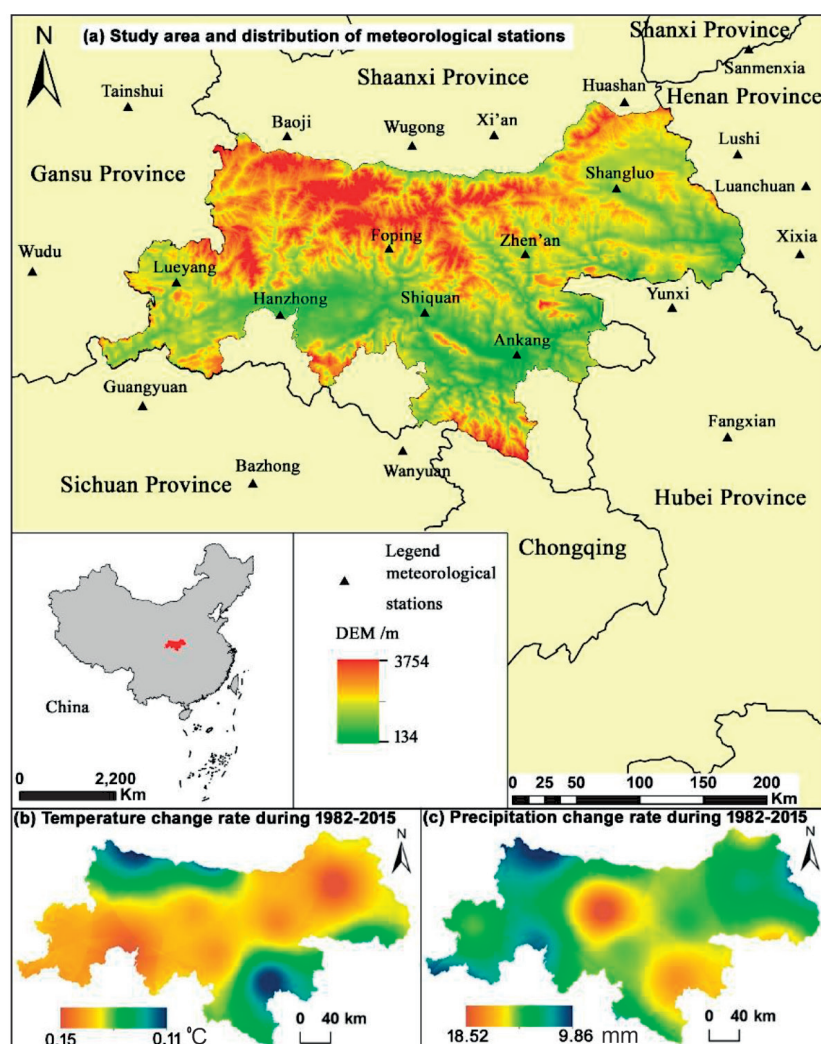 (a) Study area and distribution of meteorological stations
N
Shanxi Province
Sanmenxia
Shaanxi Province
Huashan
Henan Province
Tainshui
Baoji
Wugong
Xi'an
Lushi
Gansu Province
Shangluo
Luanchuan
Wudu
Foping
Zhen'an
Xixia
Lueyang
Hanzhong
Shiquan
Yunxi
Ankang
Guangyuan
Fangxian
Bazhong
Wanyuan
Sichuan Province
Hubei Province
Chongqing
China
0 2,200
Km
Legend
meteorological
stations
DEM /m
3754
134
0 25 50 100 150 200
Km
(b) Temperature change rate during 1982-2015
N
0.15 0.11 °C
0 40 km
(c) Precipitation change rate during 1982-2015
N
18.52 9.86 mm
0 40 km